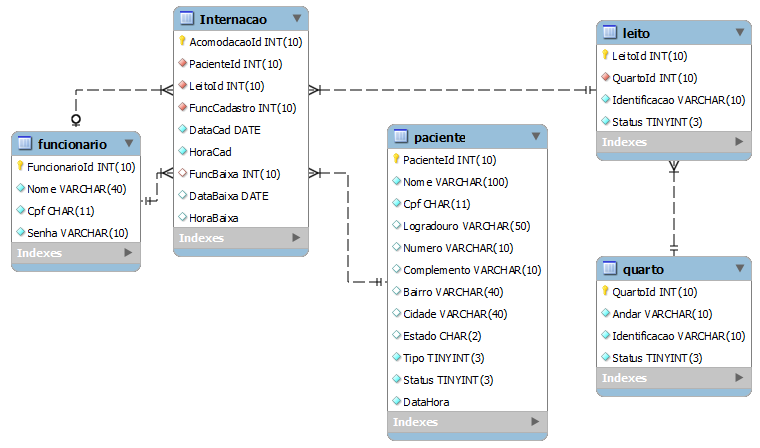 Internacao
AcomodacaoId INT(10)
PacienteId INT(10)
LeitoId INT(10)
FuncCadastro INT(10)
DataCad DATE
HoraCad
FuncBaixa INT(10)
DataBaixa DATE
HoraBaixa
Indexes
leito
LeitoId INT(10)
QuartoId INT(10)
Identificacao VARCHAR(10)
Status TINYINT(3)
Indexes
funcionario
FuncionarioId INT(10)
Nome VARCHAR(40)
Cpf CHAR(11)
Senha VARCHAR(10)
Indexes
paciente
PacienteId INT(10)
Nome VARCHAR(100)
Cpf CHAR(11)
Logradouro VARCHAR(50)
Numero VARCHAR(10)
Complemento VARCHAR(10)
Bairro VARCHAR(40)
Cidade VARCHAR(40)
Estado CHAR(2)
Tipo TINYINT(3)
Status TINYINT(3)
DataHora
Indexes
quarto
QuartoId INT(10)
Andar VARCHAR(10)
Identificacao VARCHAR(10)
Status TINYINT(3)
Indexes